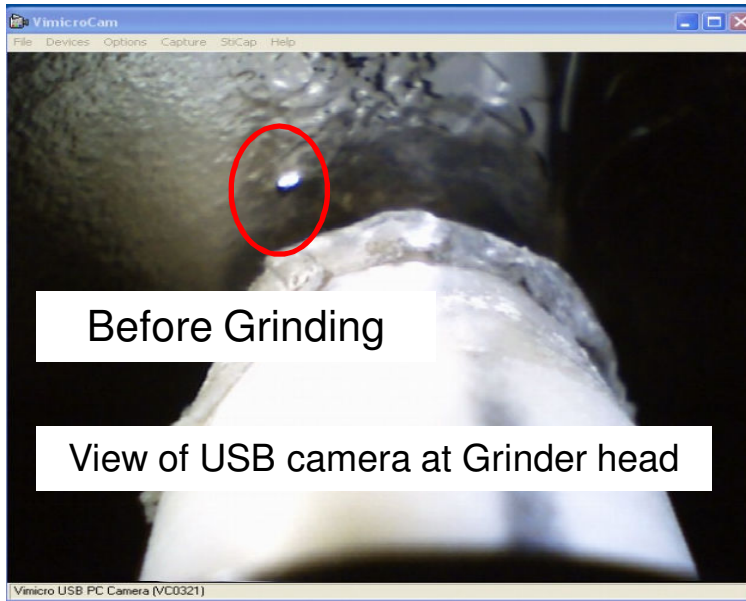 VimicroCam
File Devices Options Capture StiCap Help
Before Grinding
View of USB camera at Grinder head
Vimicro USB PC Camera (VC0321)